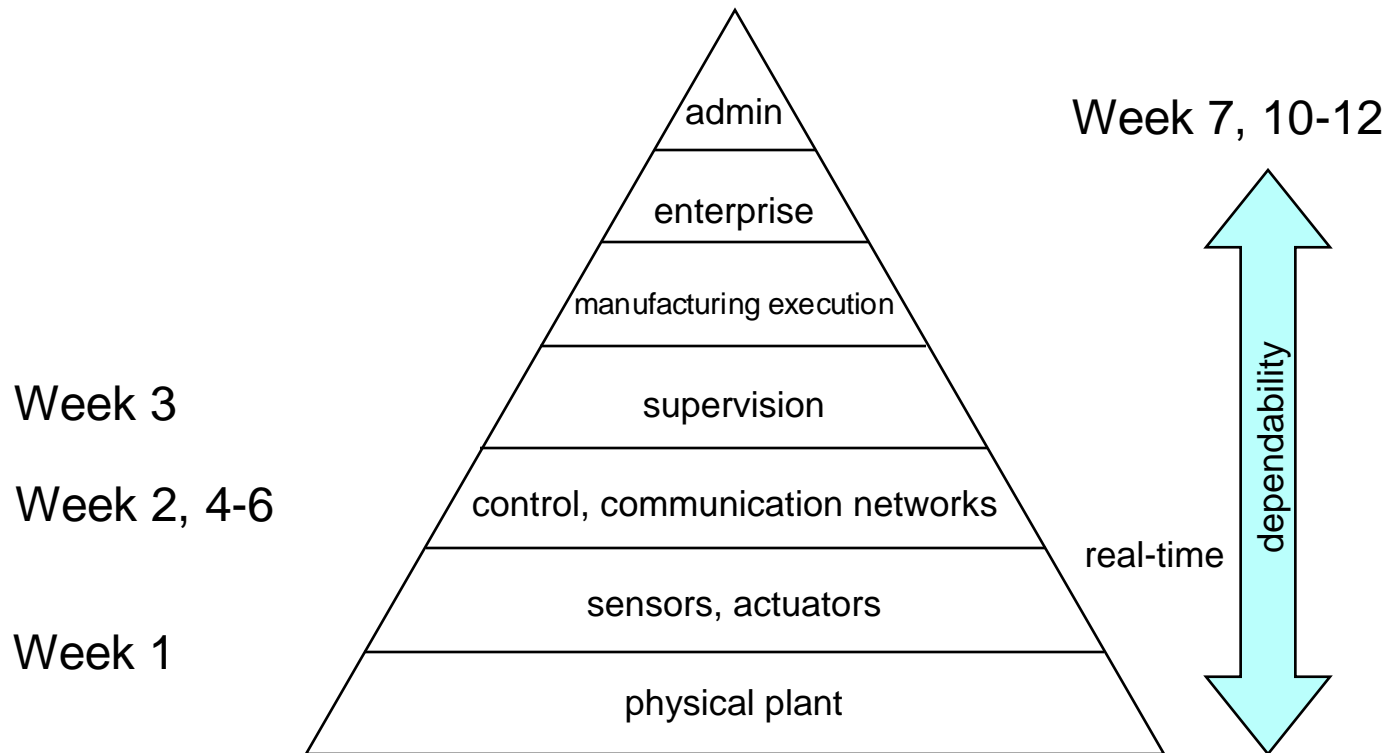 admin
Week 7, 10-12
enterprise
manufacturing execution
Week 3
supervision
dependability
Week 2, 4-6
control, communication networks
real-time
sensors, actuators
Week 1
physical plant